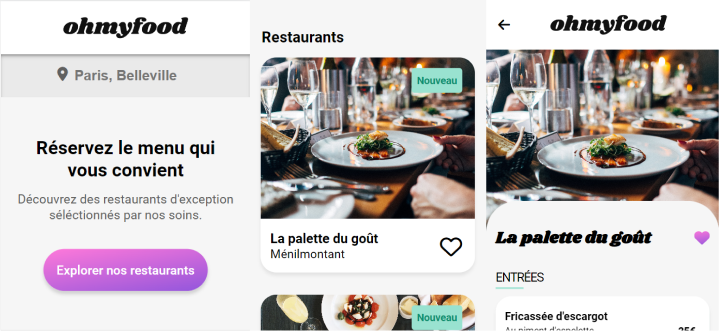 ohmyfood
Paris, Belleville
Réservez le menu qui
vous convient
Découvrez des restaurants d'exception
séléctionnés par nos soins.
Explorer nos restaurants
Restaurants
Nouveau
La palette du goût
Ménilmontant
Nouveau
ohmyfood
La palette du goût
ENTRÉES
Fricassée d'escargot
Au piment d'espelette
25€